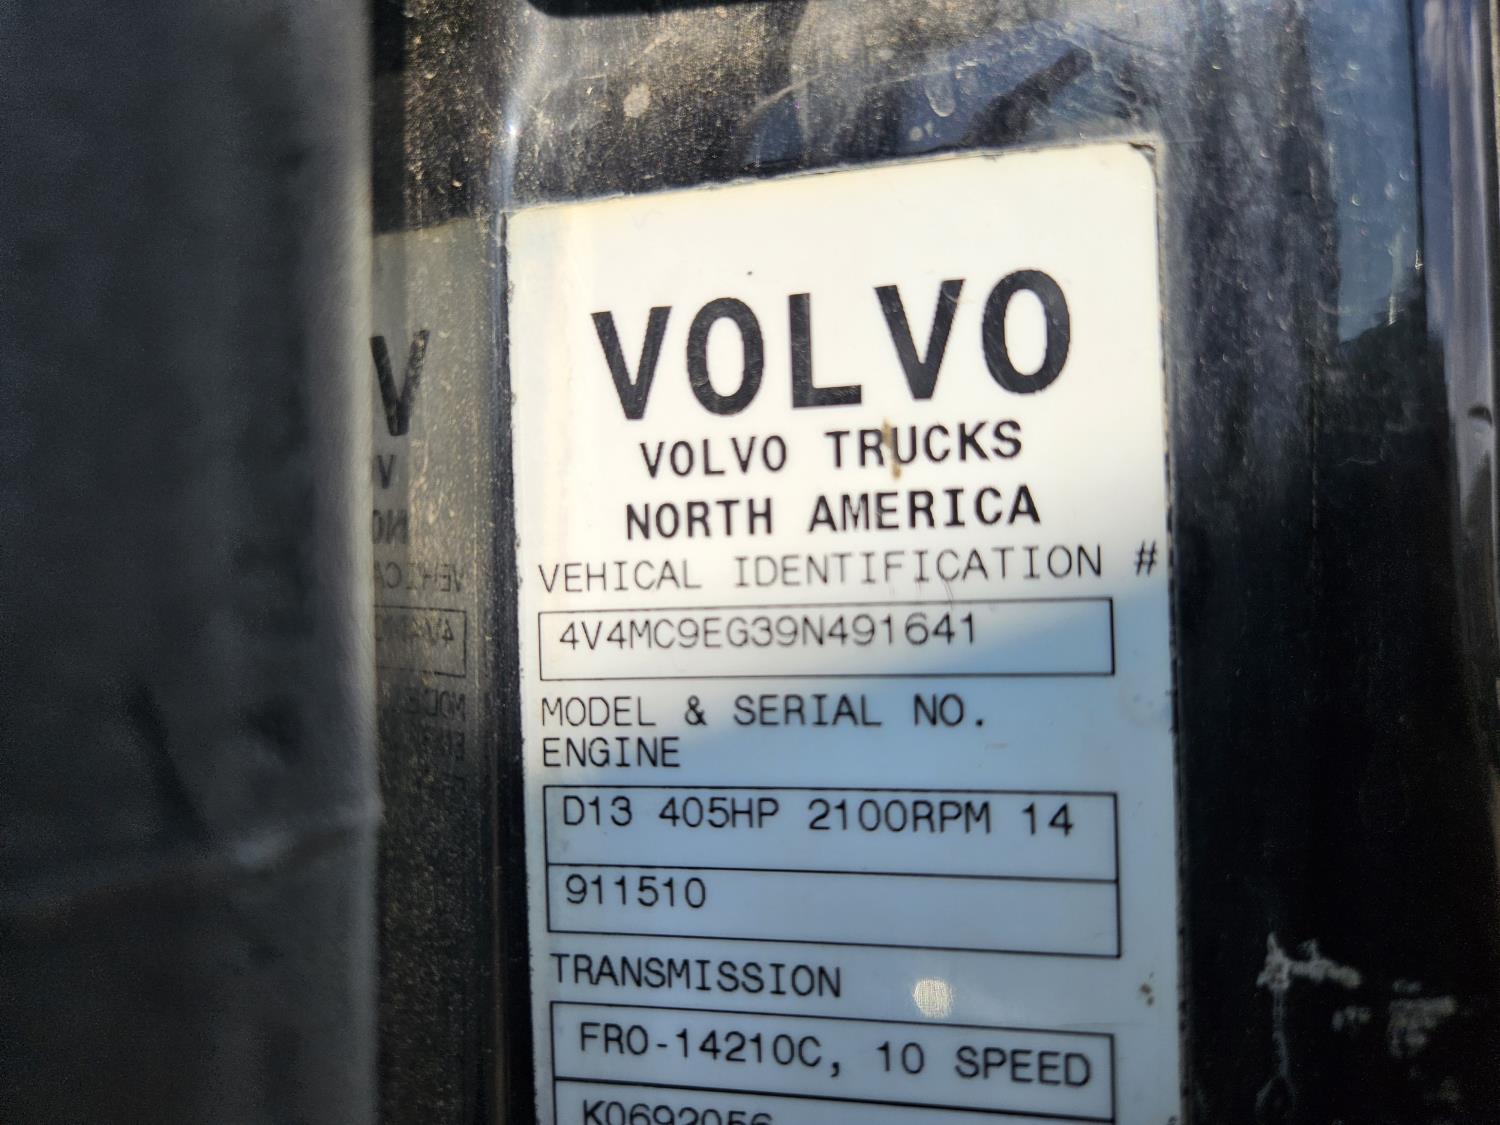 VOLVO
VOLVO TRUCKS
NORTH AMERICA
VEHICAL IDENTIFICATION #
4V4MC9EG39N491641
MODEL & SERIAL NO.
ENGINE
D13 405HP 2100RPM 14
911510
TRANSMISSION
FRO-14210C, 10 SPEED
K0692056